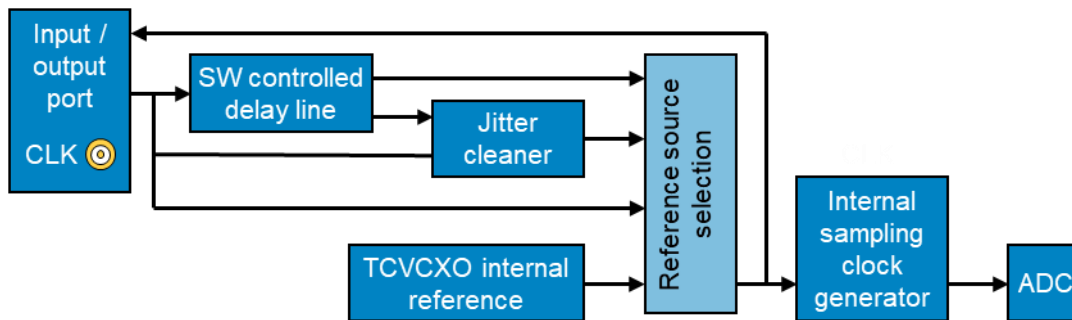 Input /
output
port
CLK
SW controlled
delay line
Jitter
cleaner
TCVCXO internal
reference
Reference source
selection
Internal
sampling
clock
generator
ADC